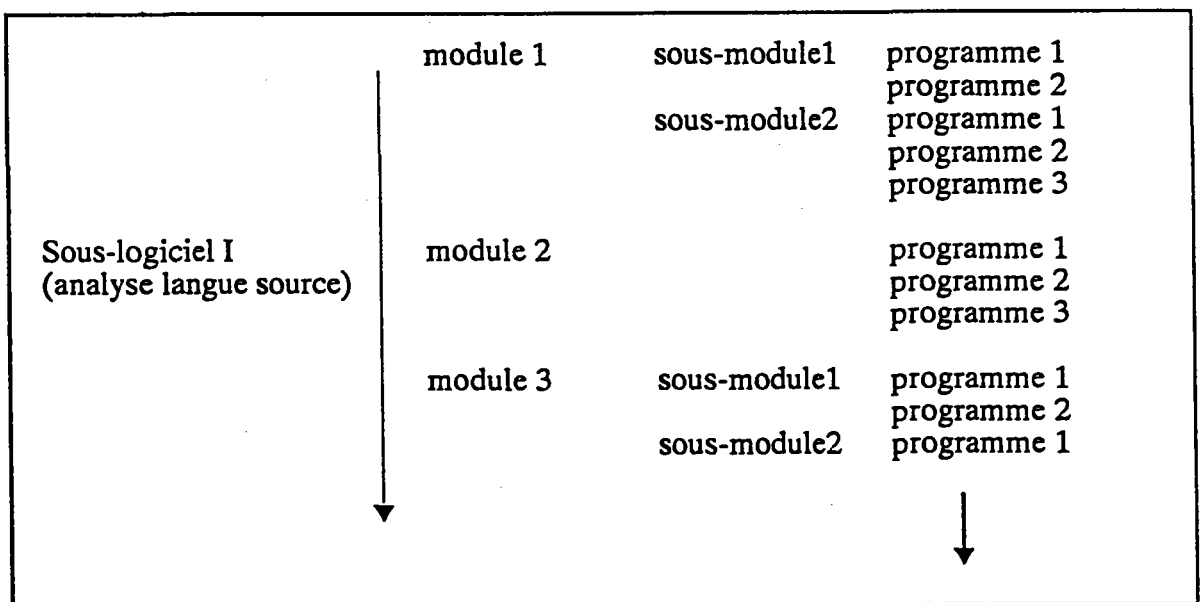 module 1 sous-module1 programme 1
programme 2
sous-module2 programme 1
programme 2
programme 3
Sous-logiciel I module 2 programme 1
(analyse langue source) programme 2
programme 3
module 3 sous-module1 programme 1
programme 2
sous-module2 programme 1